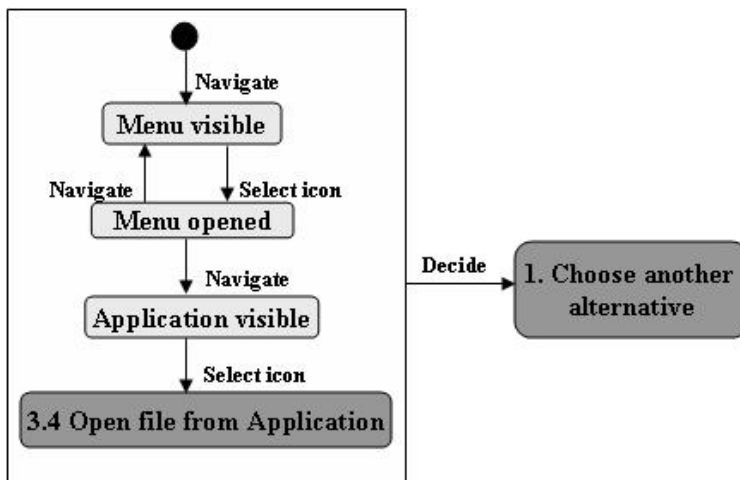 Navigate
Menu visible
Navigate
Select icon
Menu opened
Navigate
Application visible
Select icon
3.4 Open file from Application
Decide
1. Choose another
alternative